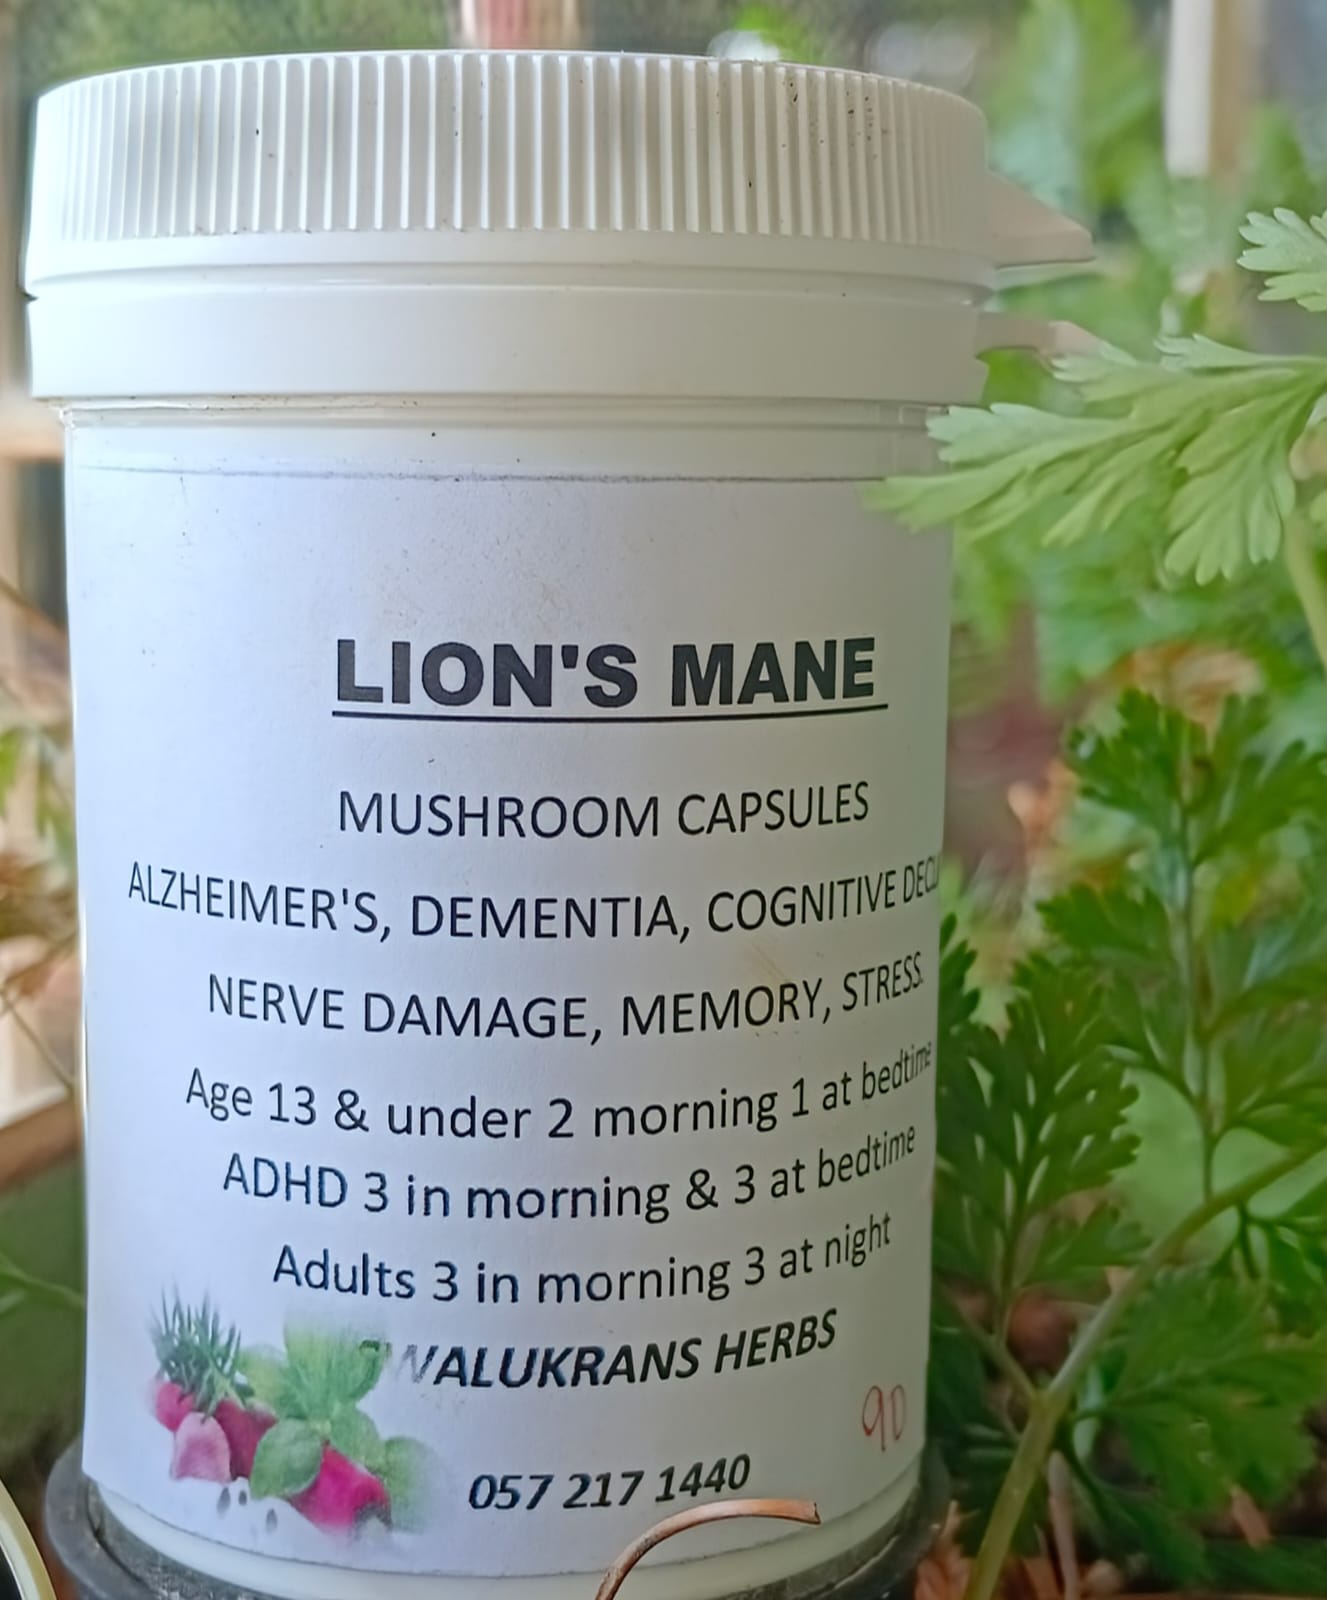 LION'S MANE
MUSHROOM CAPSULES
ALZHEIMER'S, DEMENTIA, COGNITIVE
NERVE DAMAGE, MEMORY, STRESS.
Age 13 & under 2 morning 1 at bedtime
ADHD 3 in morning & 3 at bedtime
Adults 3 in morning 3 at night
HERBS
90
057 217 1440